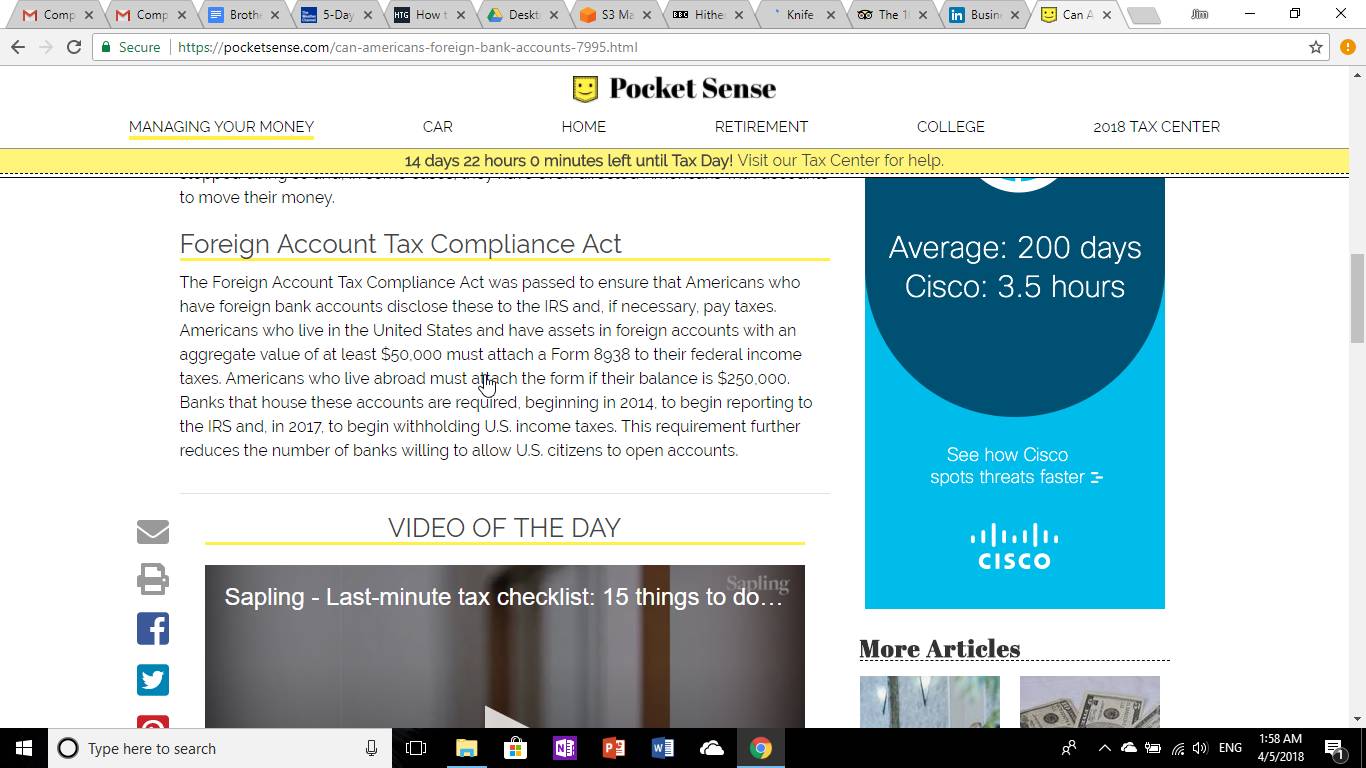 Comp
Comp
Brothe
5-Day
How t
Deskt
S3 Ma
Hither
Knife
The 1
Busin
Can A
Jim
Secure
https://pocketsense.com/can-americans-foreign-bank-accounts-7995.html
Pocket Sense
MANAGING YOUR MONEY
CAR
HOME
RETIREMENT
COLLEGE
2018 TAX CENTER
14 days 22 hours 0 minutes left until Tax Day! Visit our Tax Center for help.
to move their money.
Foreign Account Tax Compliance Act
The Foreign Account Tax Compliance Act was passed to ensure that Americans who
have foreign bank accounts disclose these to the IRS and, if necessary, pay taxes.
Americans who live in the United States and have assets in foreign accounts with an
aggregate value of at least $50,000 must attach a Form 8938 to their federal income
taxes. Americans who live abroad must attach the form if their balance is $250,000.
Banks that house these accounts are required, beginning in 2014, to begin reporting to
the IRS and, in 2017, to begin withholding U.S. income taxes. This requirement further
reduces the number of banks willing to allow U.S. citizens to open accounts.
VIDEO OF THE DAY
Sapling
Sapling - Last-minute tax checklist: 15 things to do…
Average: 200 days
Cisco: 3.5 hours
See how Cisco
spots threats faster
CISCO
More Articles
Type here to search
ENG
1:58 AM
4/5/2018